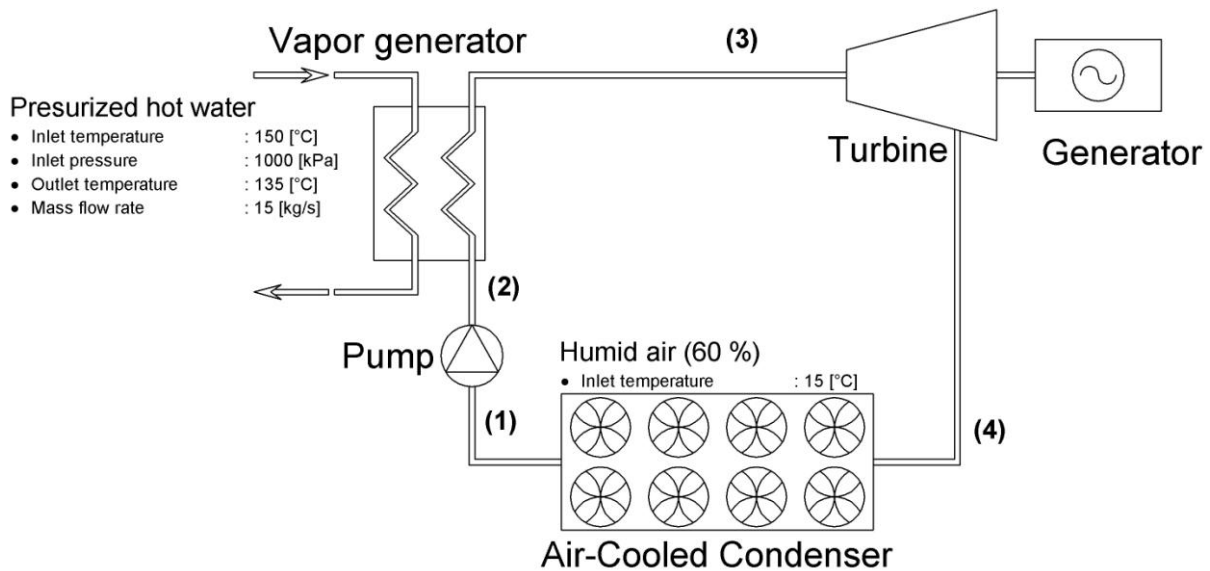 Vapor generator
(3)
Presurized hot water
• Inlet temperature : 150 [°C]
• Inlet pressure : 1000 [kPa]
• Outlet temperature : 135 [°C]
• Mass flow rate : 15 [kg/s]
Turbine
Generator
(2)
Pump
Humid air (60 %)
• Inlet temperature : 15 [°C]
(1)
(4)
Air-Cooled Condenser